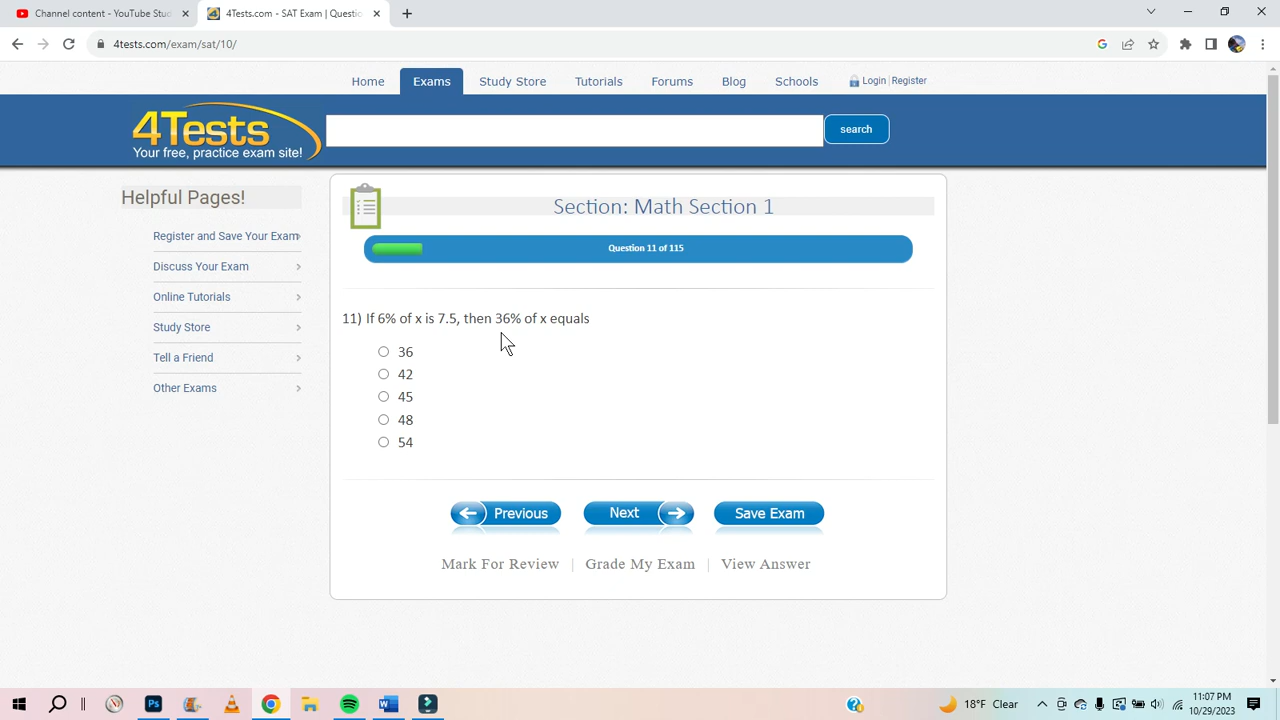 Channel content - YouTube Stud
4Tests.com - SAT Exam | Questio
4tests.com/exam/sat/10/
Home
Exams
Study Store
Tutorials
Forums
Blog
Schools
Login
Register
4Tests
Your free, practice exam site!
search
Helpful Pages!
Register and Save Your Exam
Discuss Your Exam
Online Tutorials
Study Store
Tell a Friend
Other Exams
Section: Math Section 1
Question 11 of 115
11) If 6% of x is 7.5, then 36% of x equals
36
42
45
48
54
Previous
Next
Save Exam
Mark For Review | Grade My Exam | View Answer
Ps
W
18°F Clear
11:07 PM
10/29/2023